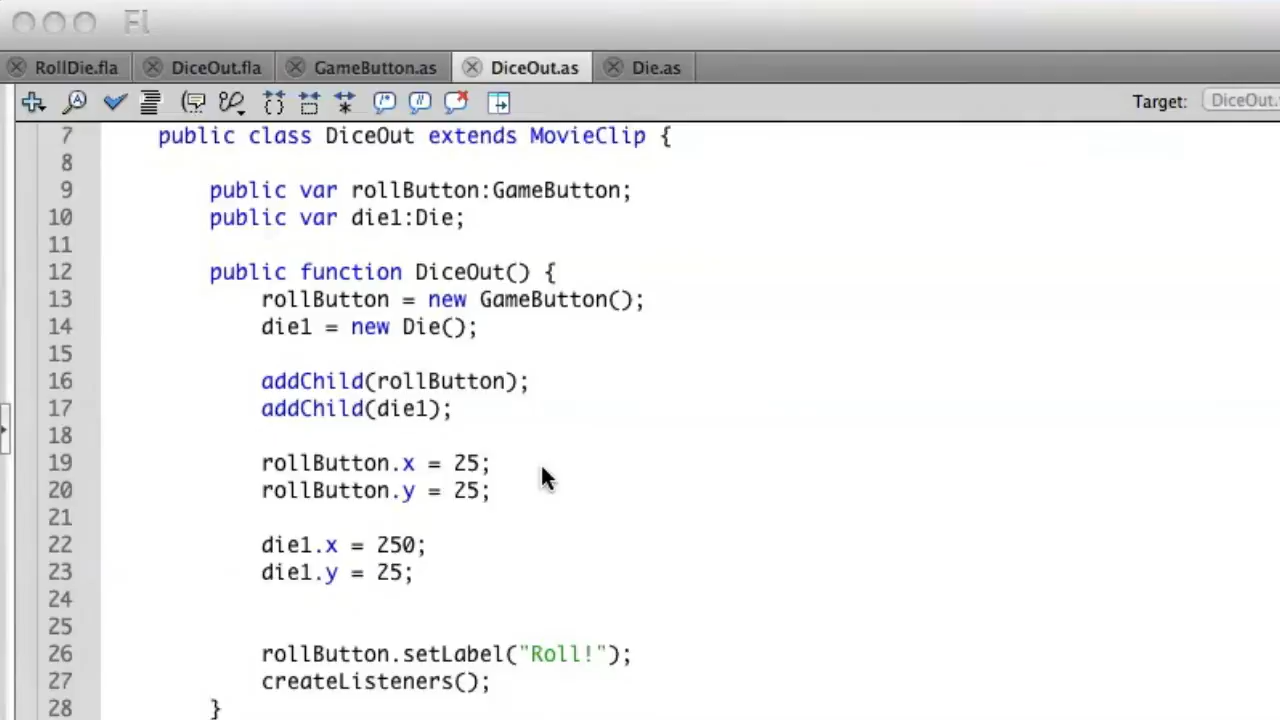 Fl
RollDie.fla DiceOut.fla GameButton.as DiceOut.as Die.as
Target: DiceOut.
7 public class DiceOut extends MovieClip {
8
9 public var rollButton:GameButton;
10 public var die1:Die;
11
12 public function DiceOut() {
13 rollButton = new GameButton();
14 die1 = new Die();
15
16 addChild(rollButton);
17 addChild(die1);
18
19 rollButton.x = 25;
20 rollButton.y = 25;
21
22 die1.x = 250;
23 die1.y = 25;
24
25
26 rollButton.setLabel("Roll!");
27 createListeners();
28 }